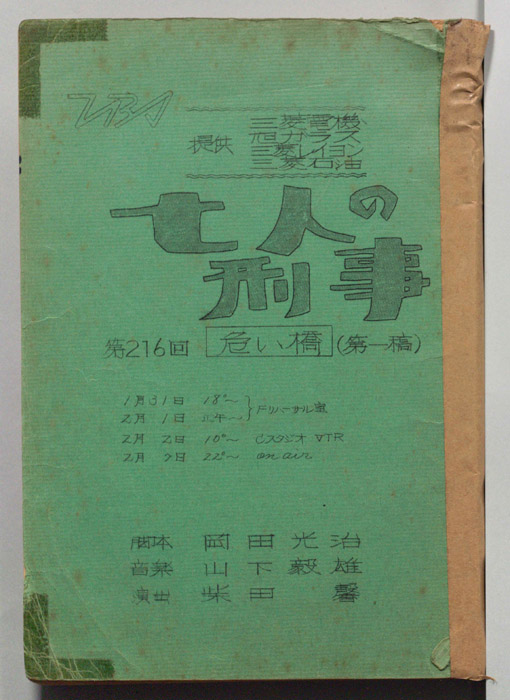 TBS
提供
三菱電機
旭ガラス
三菱レイヨン
三菱石油
七人の
刑事
第216回 危い橋 (第一稿)
1月31日 18°〜
2月1日 正午〜 ドリハーサル室
2月2日 10°〜 Cスタジオ VTR
2月7日 22°〜 on air
脚本 岡田光治
音楽 山下毅雄
演出 柴田馨